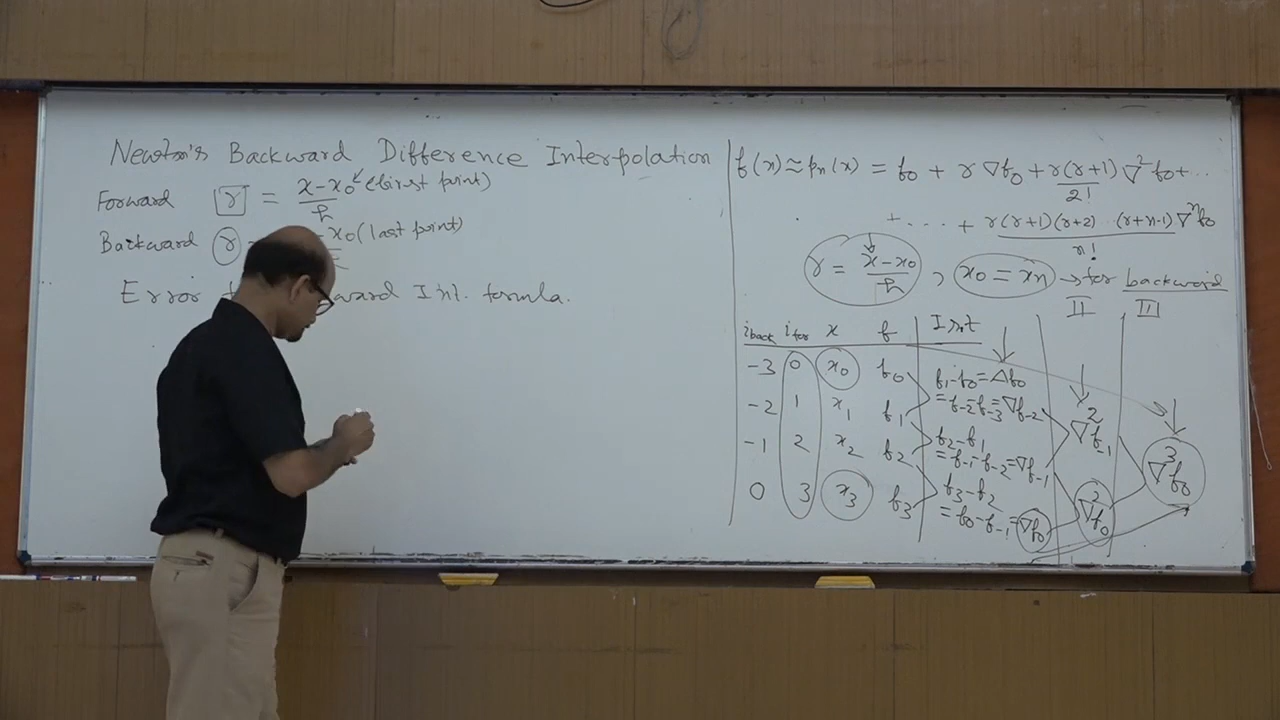 Newton's Backward Difference Interpolation
Forward r = x-x₀ (first point) / h
Backward r - x₀ (last point)
Error ward Int. formula.
f(x) ≈ pₙ(x) = f₀ + r ∇f₀ + r(r+1)/2! ∇²f₀ + ...
+ .... + r(r+1)(r+2) (r+n-1)/n! ∇ⁿf₀
r = x-x₀/h , x₀ = xₙ → for backward
i_back i_for x f I st II III
-3 0 x₀ f₀ f₁-f₀ = Δf₀
= f₋₂-f₋₃ = ∇f₋₂
-2 1 x₁ f₁ ∇²f₋₁
-1 2 x₂ f₂ f₂-f₁ ∇³f₀
= f₋₁-f₋₂ = ∇f₋₁
0 3 x₃ f₃ f₃-f₂ ∇²f₀
= f₀-f₋₁ = ∇f₀